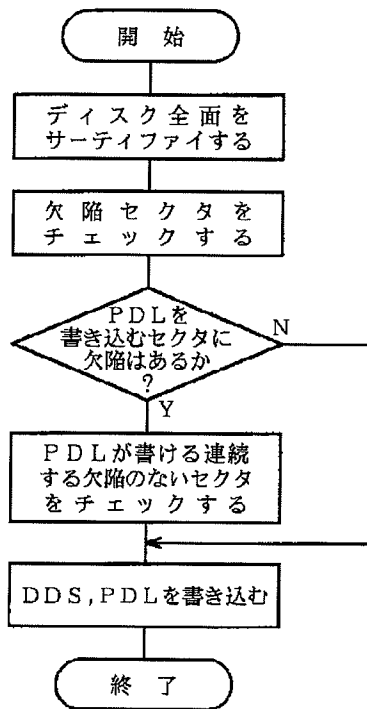 開始
ディスク全面を
サーティファイする
欠陥セクタを
チェックする
PDLを
書き込むセクタに
欠陥はあるか
?
N
Y
PDLが書ける連続
する欠陥のないセクタ
をチェックする
DDS,PDLを書き込む
終了